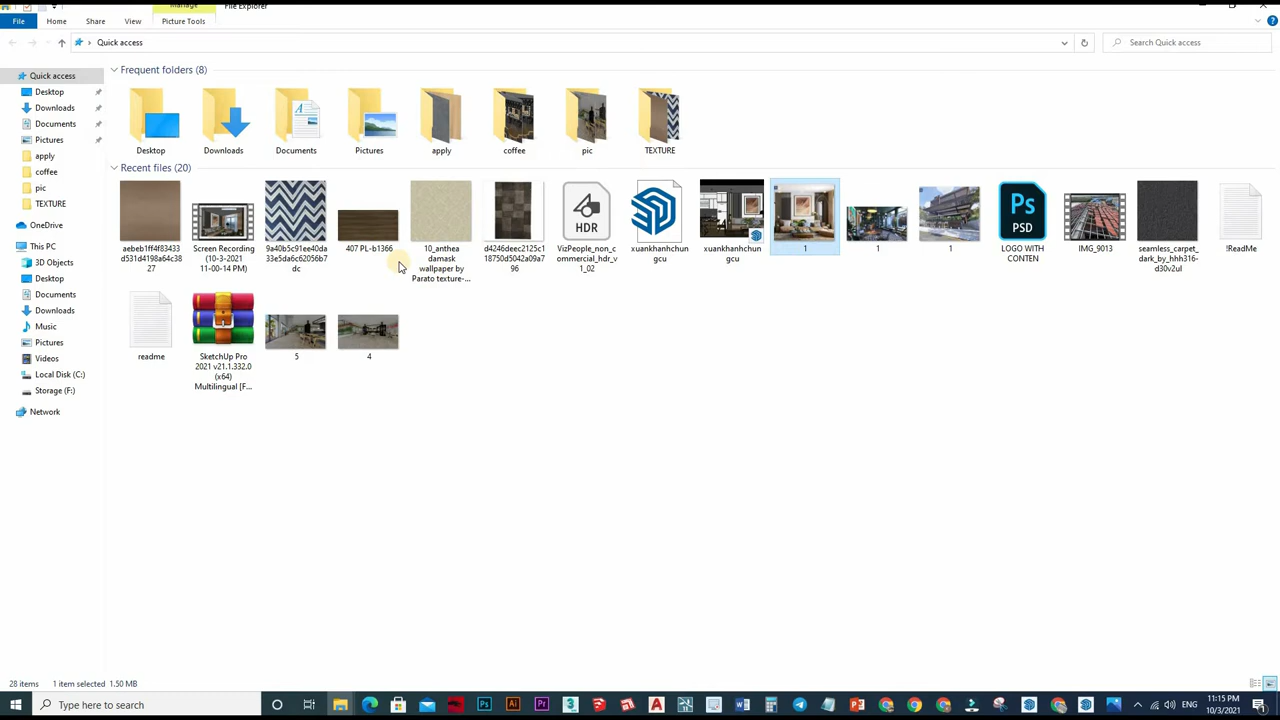 Manage
File Explorer
File
Home
Share
View
Picture Tools
Quick access
Search Quick access
Quick access
Desktop
Downloads
Documents
Pictures
apply
coffee
pic
TEXTURE
OneDrive
This PC
3D Objects
Desktop
Documents
Downloads
Music
Pictures
Videos
Local Disk (C:)
Storage (F:)
Network
Frequent folders (8)
Desktop
Downloads
Documents
Pictures
apply
coffee
pic
TEXTURE
Recent files (20)
aebeb1ff4f83433
d531d4198a64c38
27
Screen Recording
(10-3-2021
11-00-14 PM)
9a40b5c91ee40da
33e5da6c62056b7
dc
407 PL-b1366
10_anthea
damask
wallpaper by
Parato texture-...
d4246deec2125c1
18750d5042a09a7
96
HDR
VizPeople_non_c
ommercial_hdr_v
1_02
xuankhanhchun
gcu
xuankhanhchun
gcu
1
1
1
Ps
PSD
LOGO WITH
CONTEN
IMG_9013
seamless_carpet_
dark_by_hhh316-
d30v2ul
!ReadMe
readme
SketchUp Pro
2021 v21.1.332.0
(x64)
Multilingual [F...
5
4
28 items
1 item selected 1.50 MB
Type here to search
ENG
11:15 PM
10/3/2021